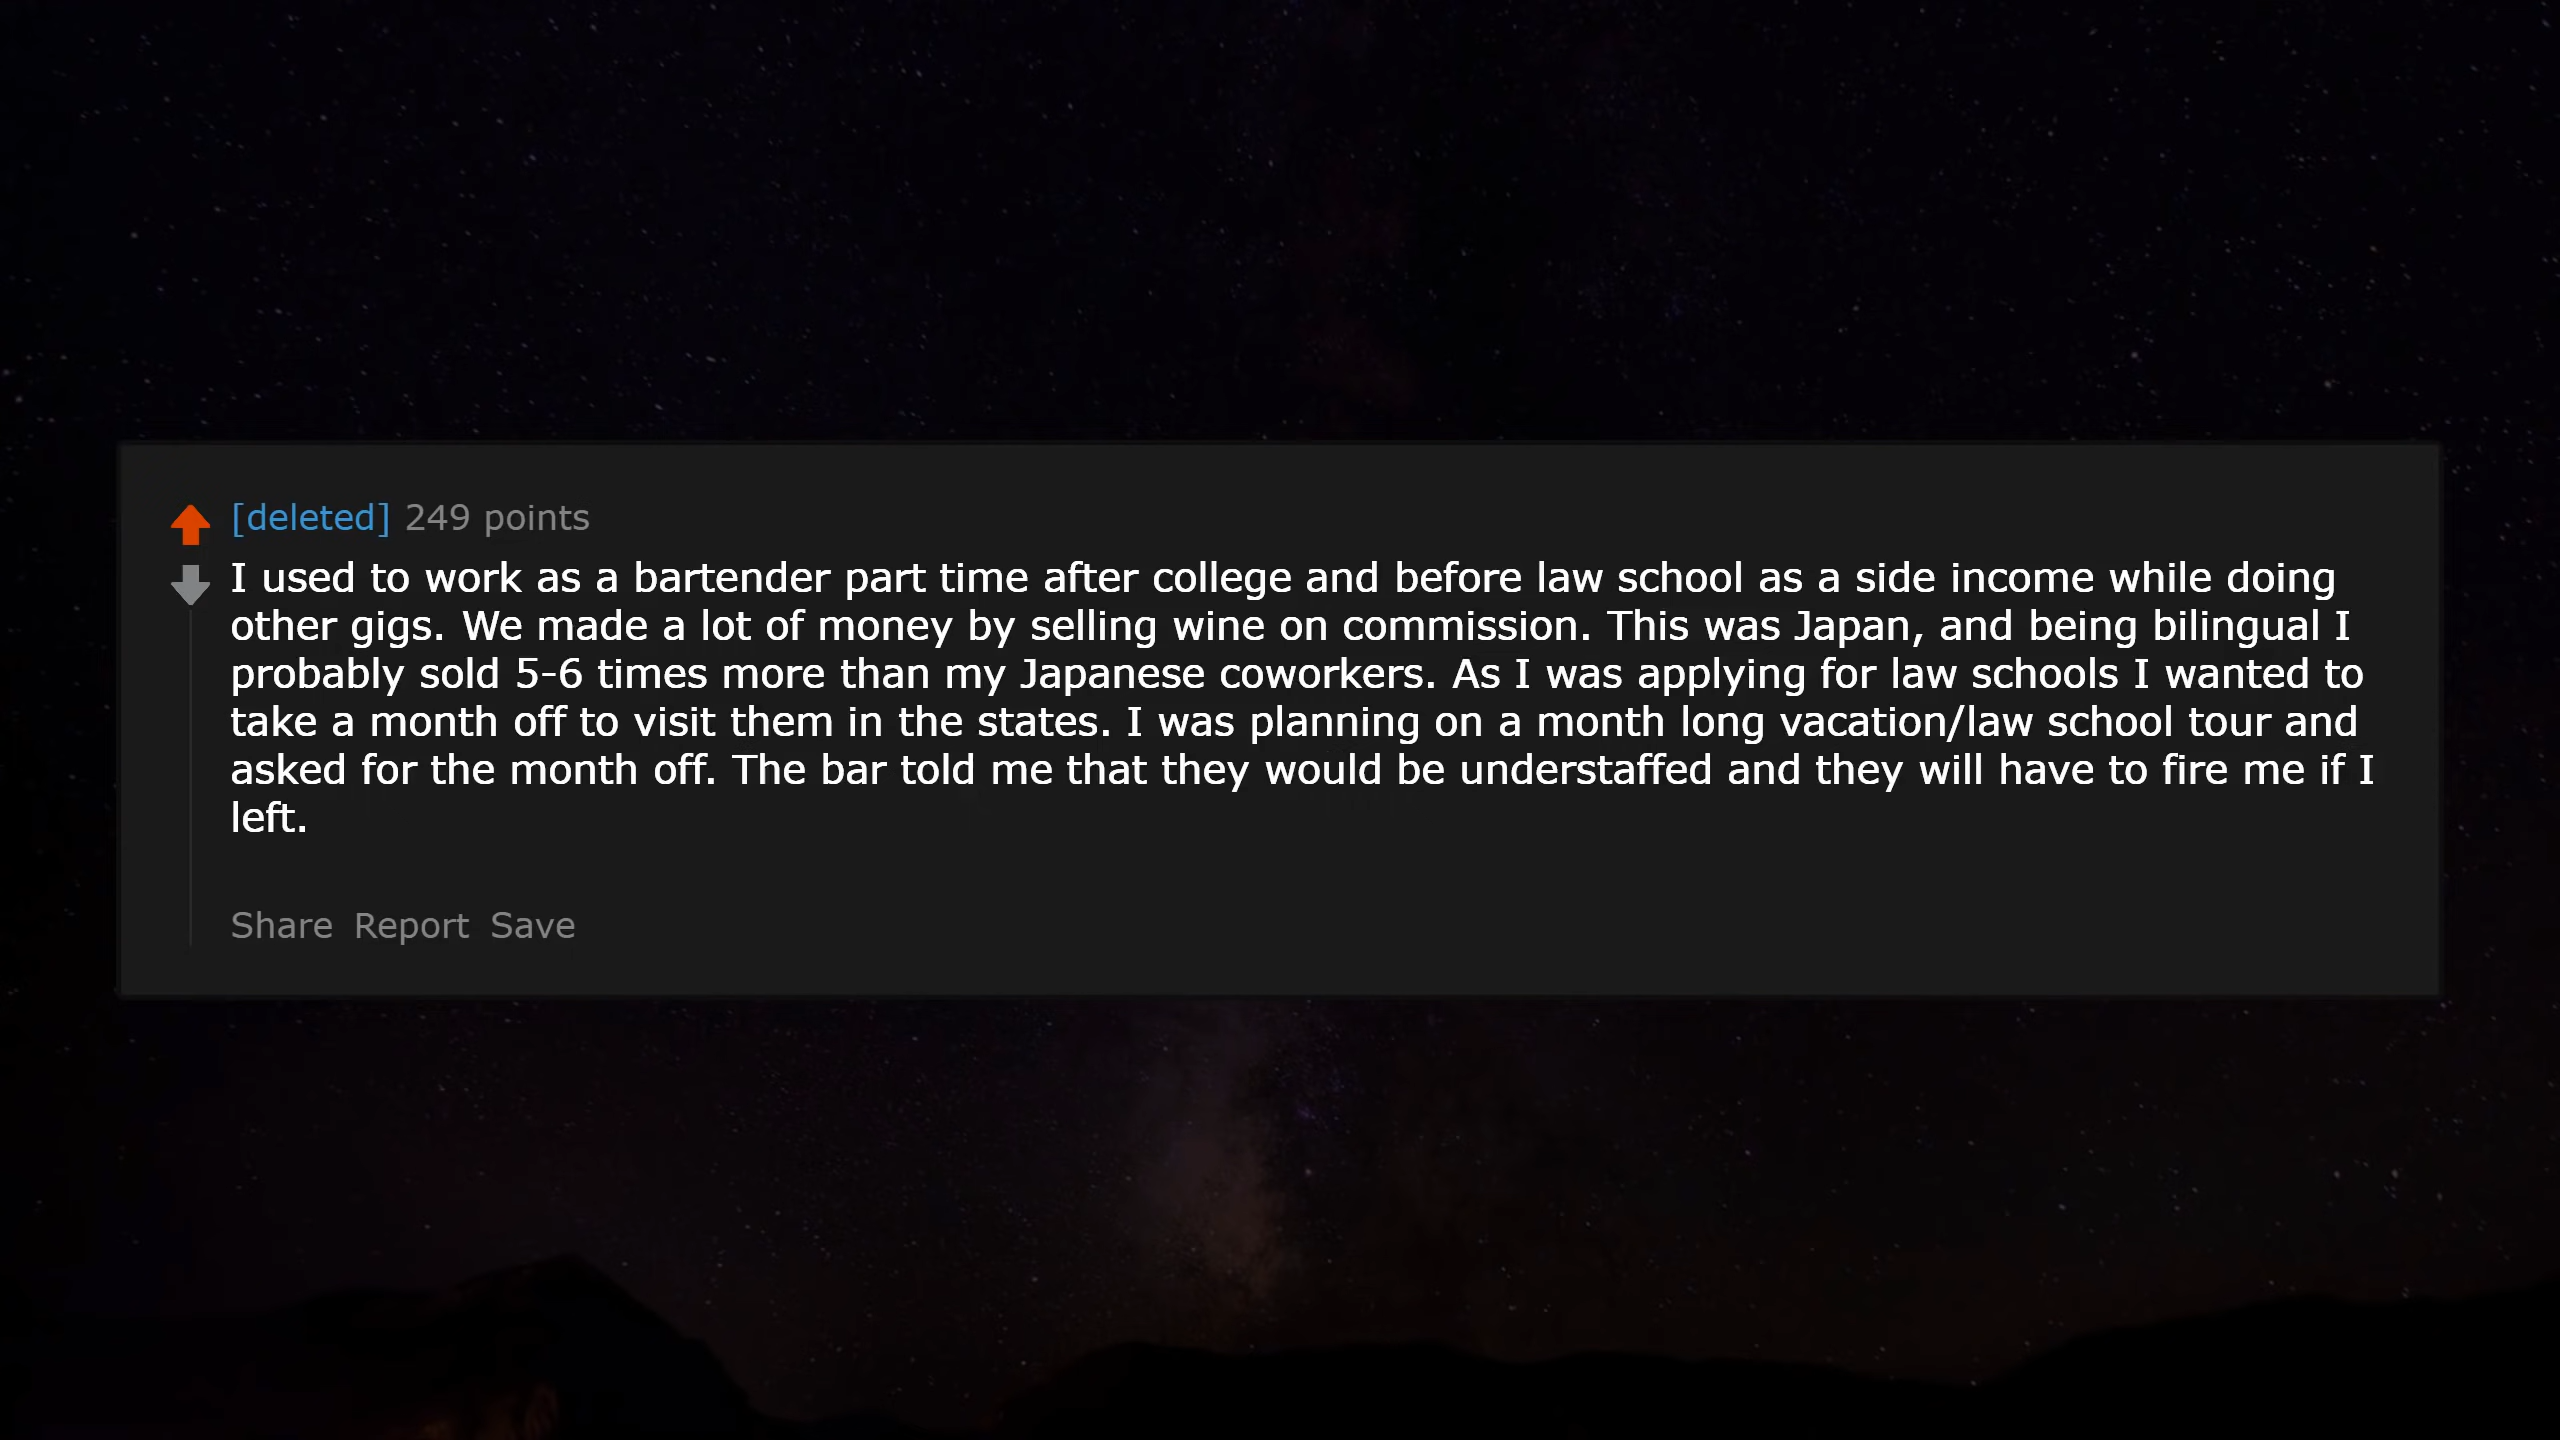 [deleted] 249 points
I used to work as a bartender part time after college and before law school as a side income while doing
other gigs. We made a lot of money by selling wine on commission. This was Japan, and being bilingual I
probably sold 5-6 times more than my Japanese coworkers. As I was applying for law schools I wanted to
take a month off to visit them in the states. I was planning on a month long vacation/law school tour and
asked for the month off. The bar told me that they would be understaffed and they will have to fire me if I
left.
Share Report Save